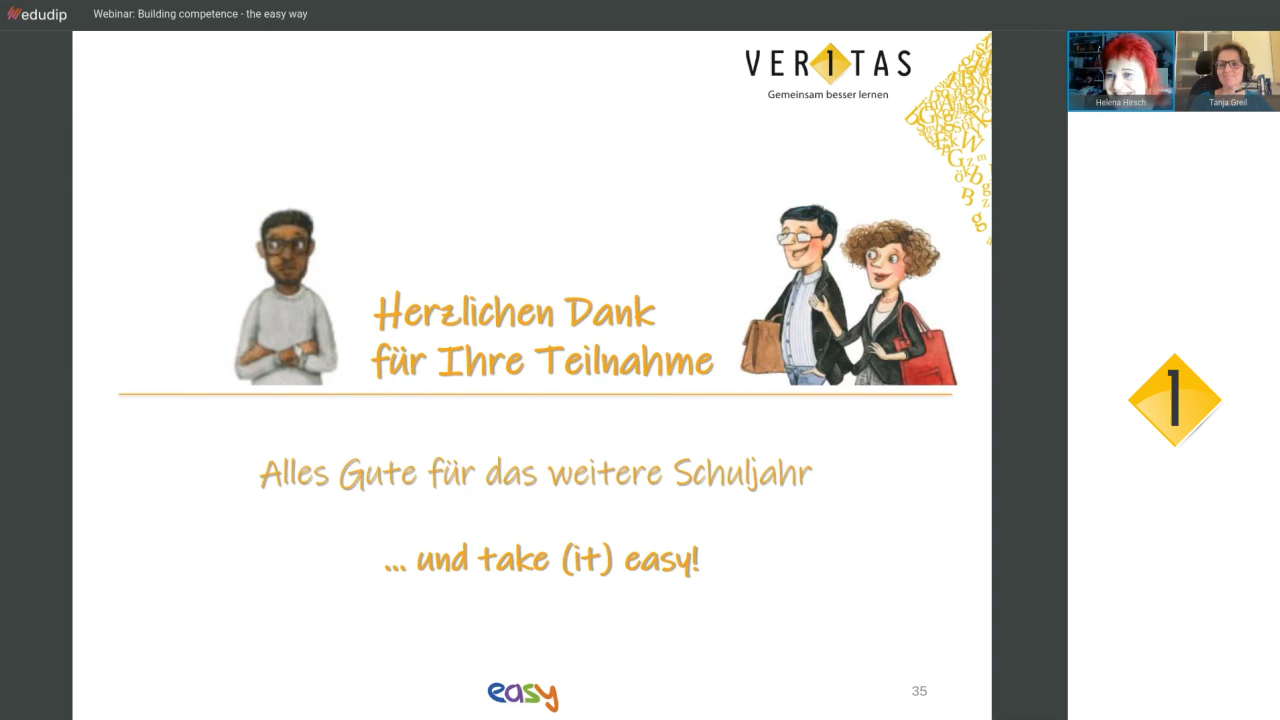 edudip
Webinar: Building competence - the easy way
VERITAS
Gemeinsam besser lernen
Helena Hirsch
Tanja Greil
Herzlichen Dank
für Ihre Teilnahme
Alles Gute für das weitere Schuljahr
... und take (it) easy!
easy
35